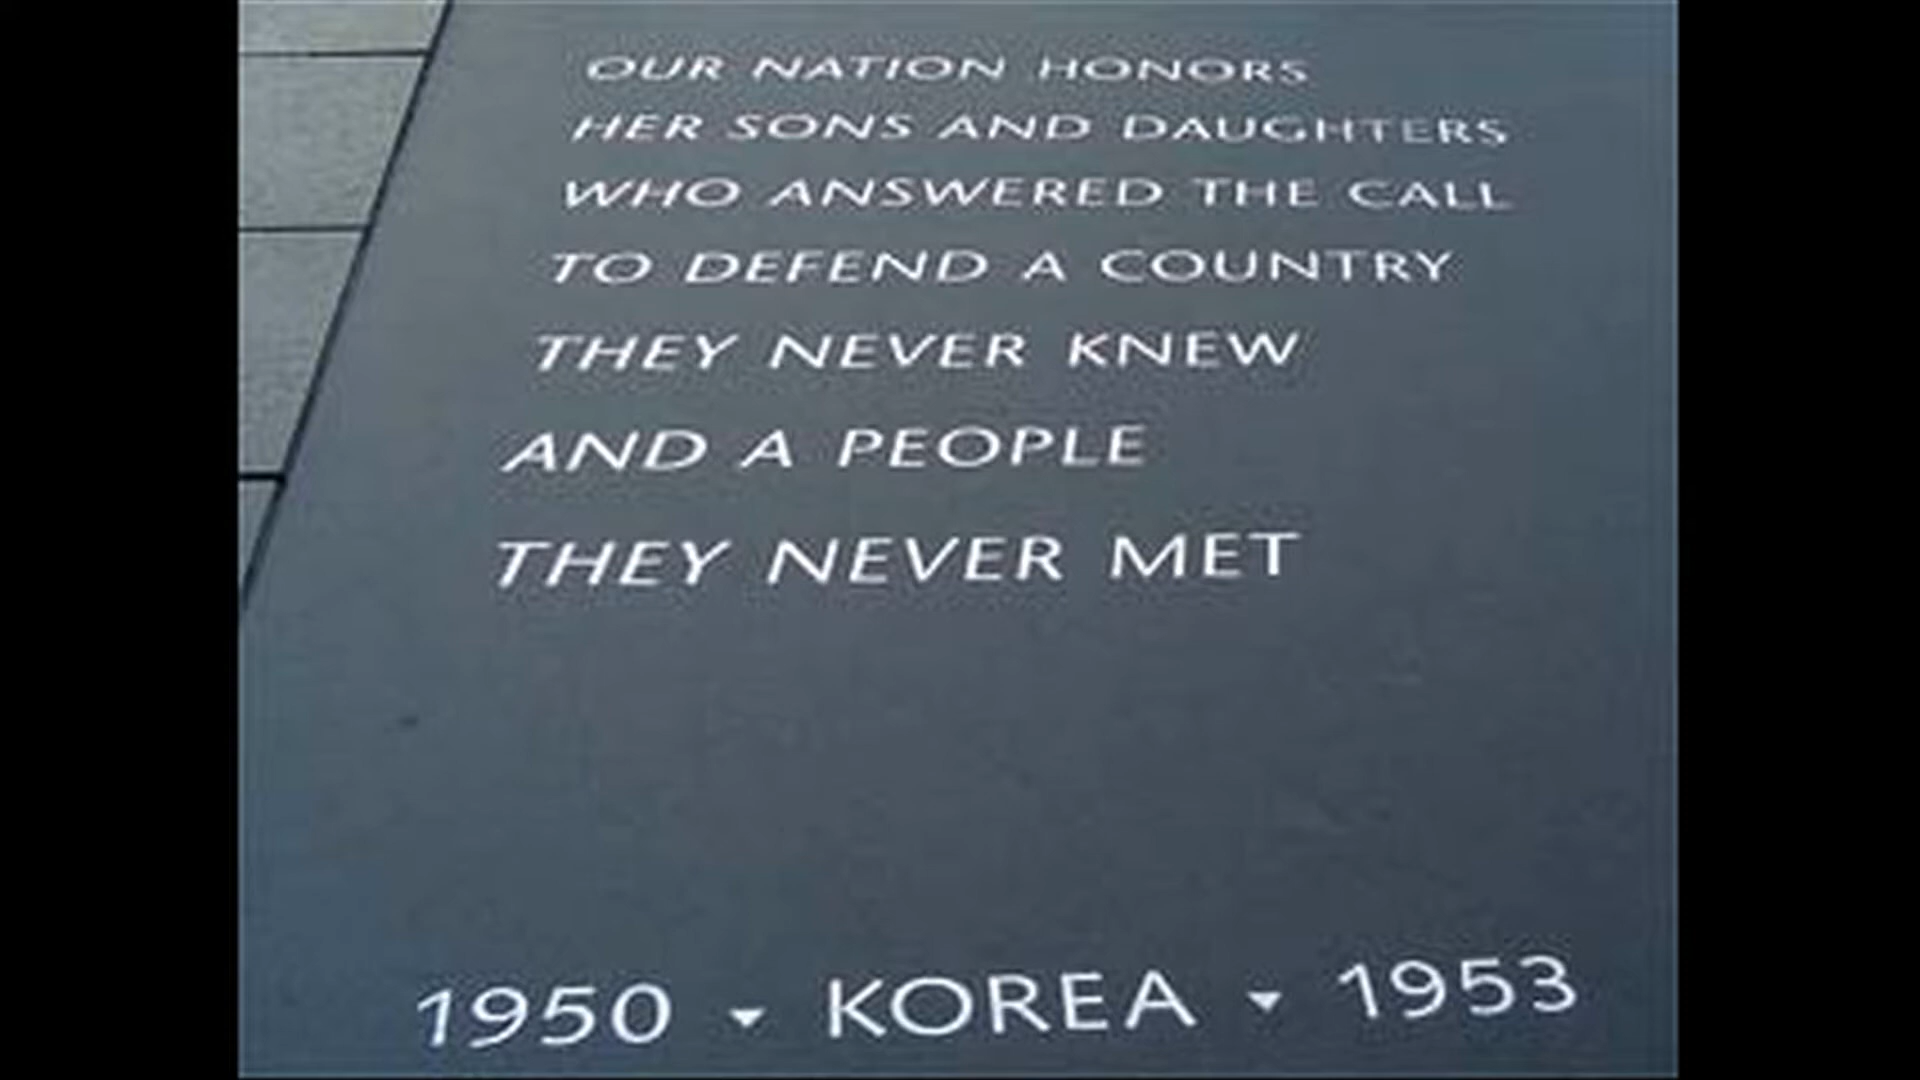 OUR NATION HONORS
HER SONS AND DAUGHTERS
WHO ANSWERED THE CALL
TO DEFEND A COUNTRY
THEY NEVER KNEW
AND A PEOPLE
THEY NEVER MET
1950 ▾ KOREA ▾ 1953